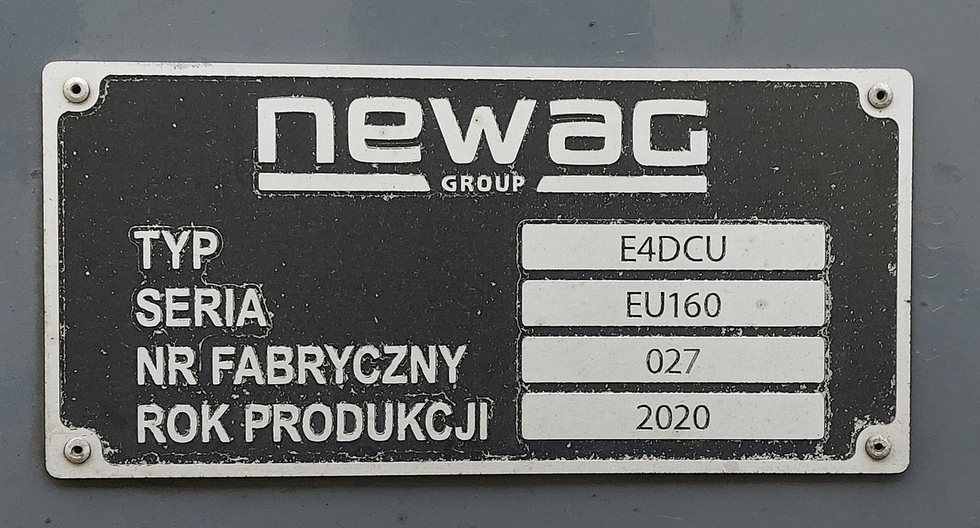 newag
GROUP
TYP E4DCU
SERIA EU160
NR FABRYCZNY 027
ROK PRODUKCJI 2020